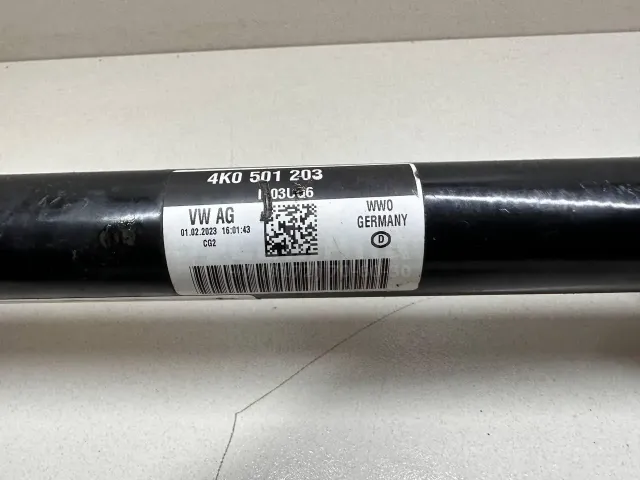 4K0 501 203
VW AG
01.02.2023 16:01:43
CG2
WWO
GERMANY
D